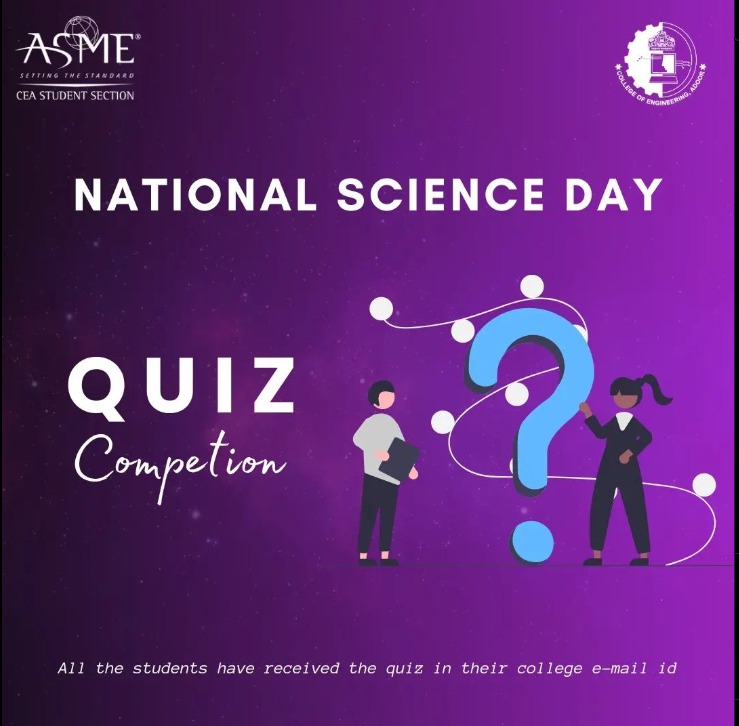 ASME®
SETTING THE STANDARD
CEA STUDENT SECTION
COLLEGE OF ENGINEERING, ADOOR
NATIONAL SCIENCE DAY
QUIZ
Competion
All the students have received the quiz in their college e-mail id